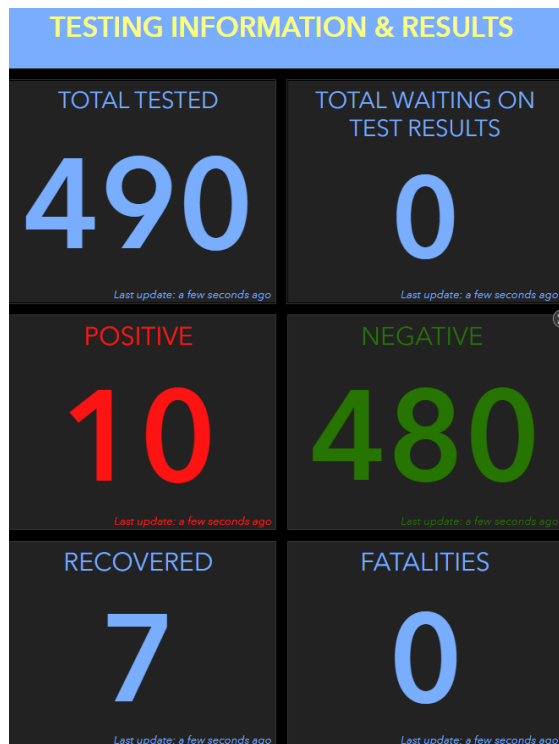 TESTING INFORMATION & RESULTS
TOTAL TESTED
490
Last update: a few seconds ago
TOTAL WAITING ON
TEST RESULTS
0
Last update: a few seconds ago
POSITIVE
10
Last update: a few seconds ago
NEGATIVE
480
Last update: a few seconds ago
RECOVERED
7
Last update: a few seconds ago
FATALITIES
0
Last update: a few seconds ago